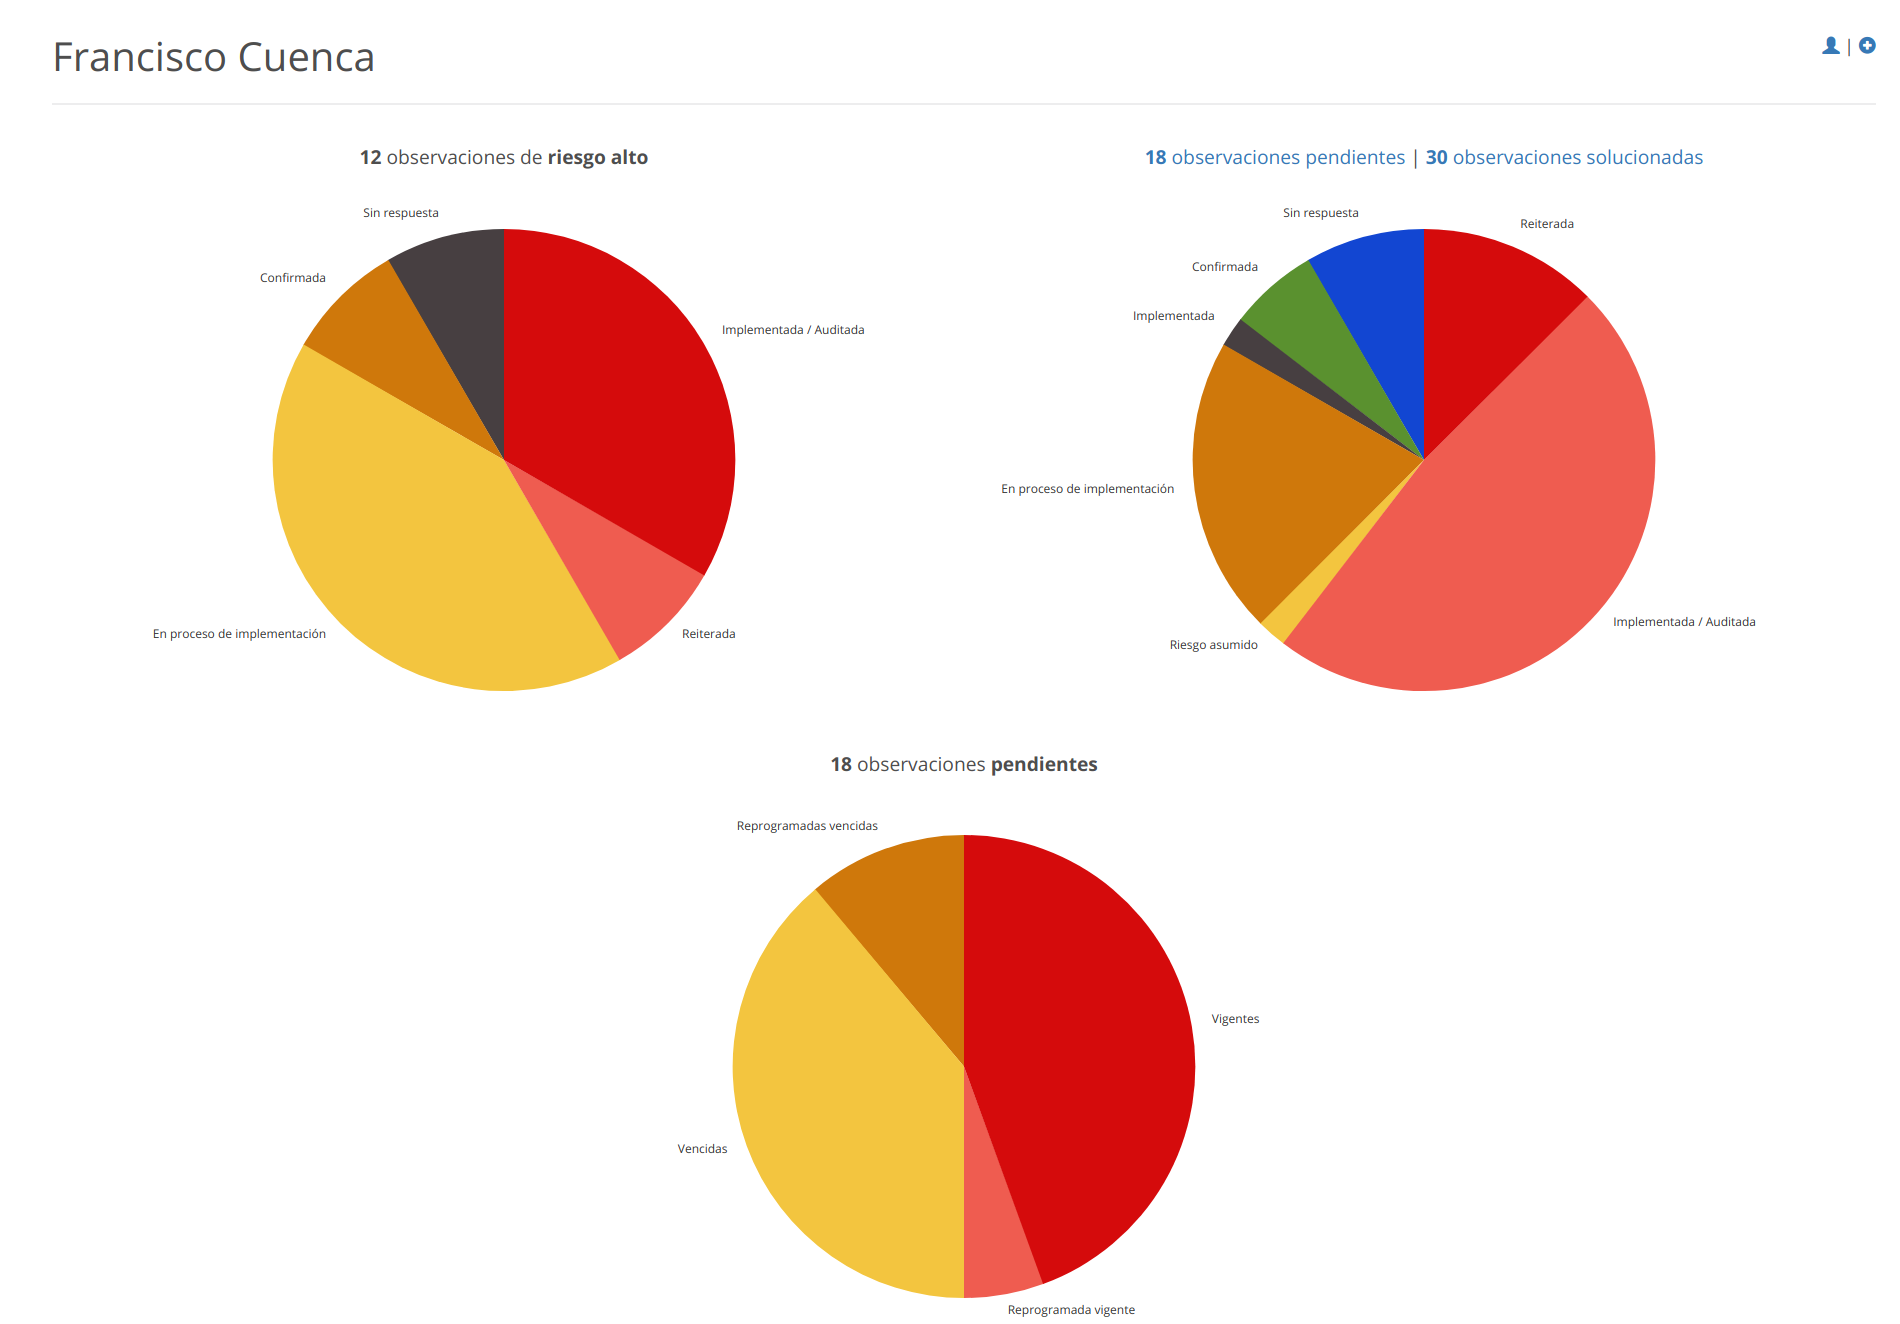 Francisco Cuenca
|
12 observaciones de riesgo alto
Sin respuesta
Confirmada
Implementada / Auditada
En proceso de implementación
Reiterada
18 observaciones pendientes | 30 observaciones solucionadas
Sin respuesta
Reiterada
Confirmada
Implementada
En proceso de implementación
Implementada / Auditada
Riesgo asumido
18 observaciones pendientes
Reprogramadas vencidas
Vigentes
Vencidas
Reprogramada vigente